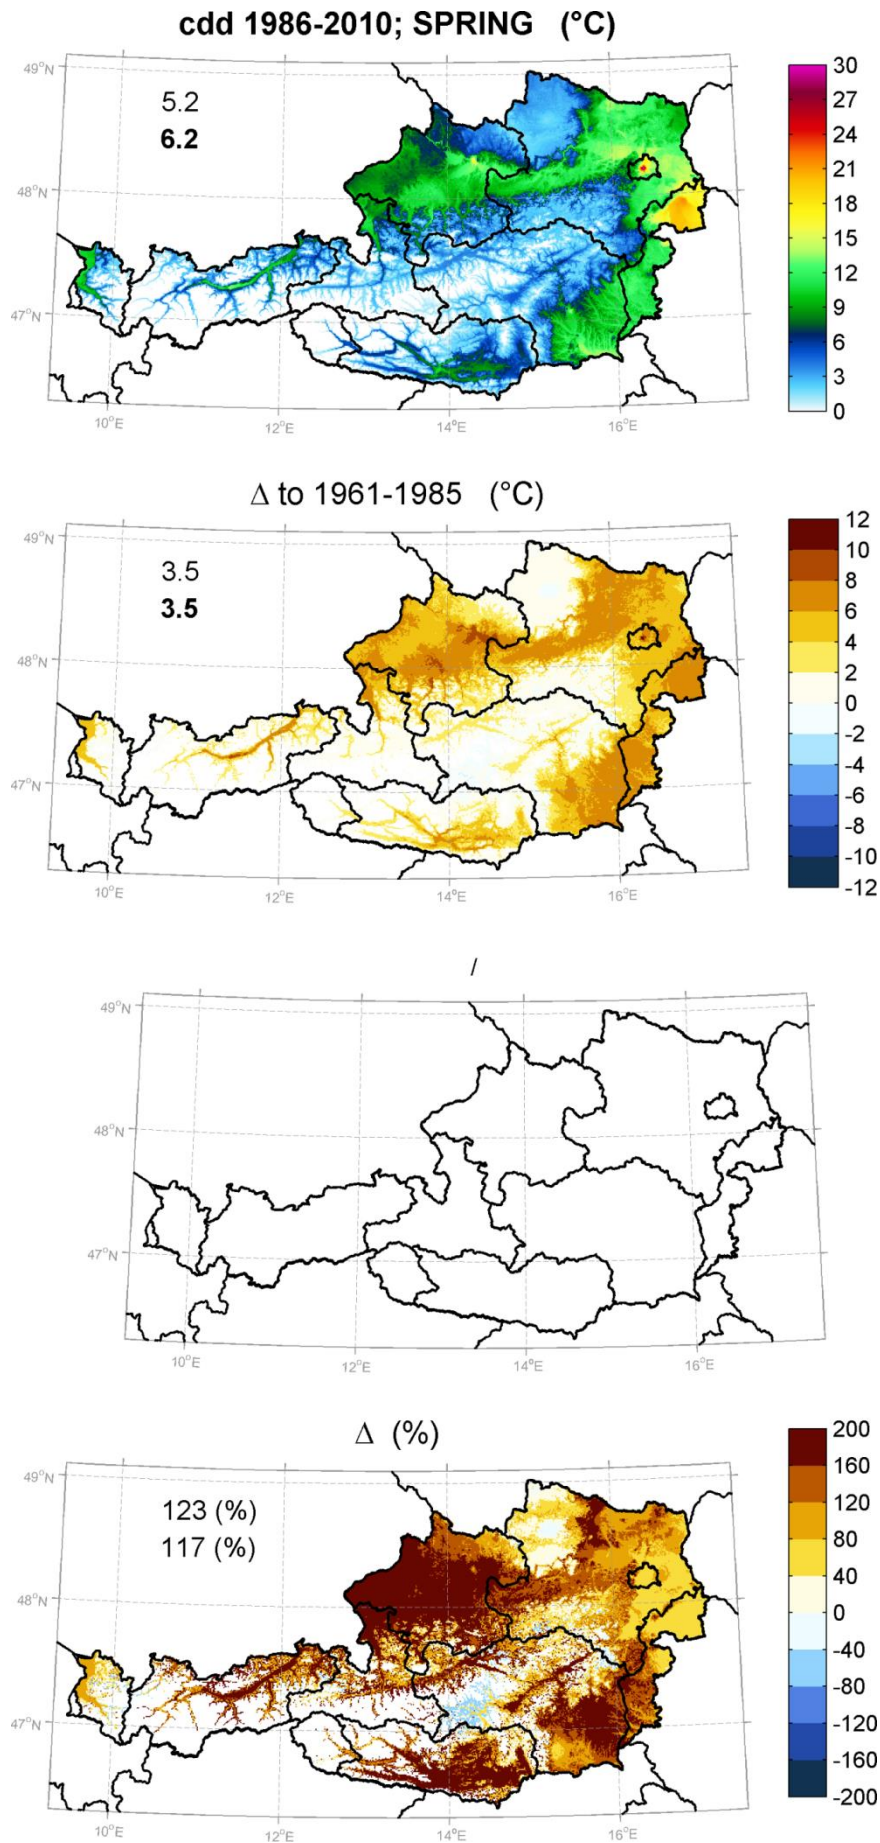 cdd 1986-2010; SPRING (°C)
49°N
48°N
47°N
10°E
12°E
14°E
16°E
5.2
6.2
30
27
24
21
18
15
12
9
6
3
0
Δ to 1961-1985 (°C)
49°N
48°N
47°N
10°E
12°E
14°E
16°E
3.5
3.5
12
10
8
6
4
2
0
-2
-4
-6
-8
-10
-12
/
49°N
48°N
47°N
10°E
12°E
14°E
16°E
Δ (%)
49°N
48°N
47°N
10°E
12°E
14°E
16°E
123 (%)
117 (%)
200
160
120
80
40
0
-40
-80
-120
-160
-200